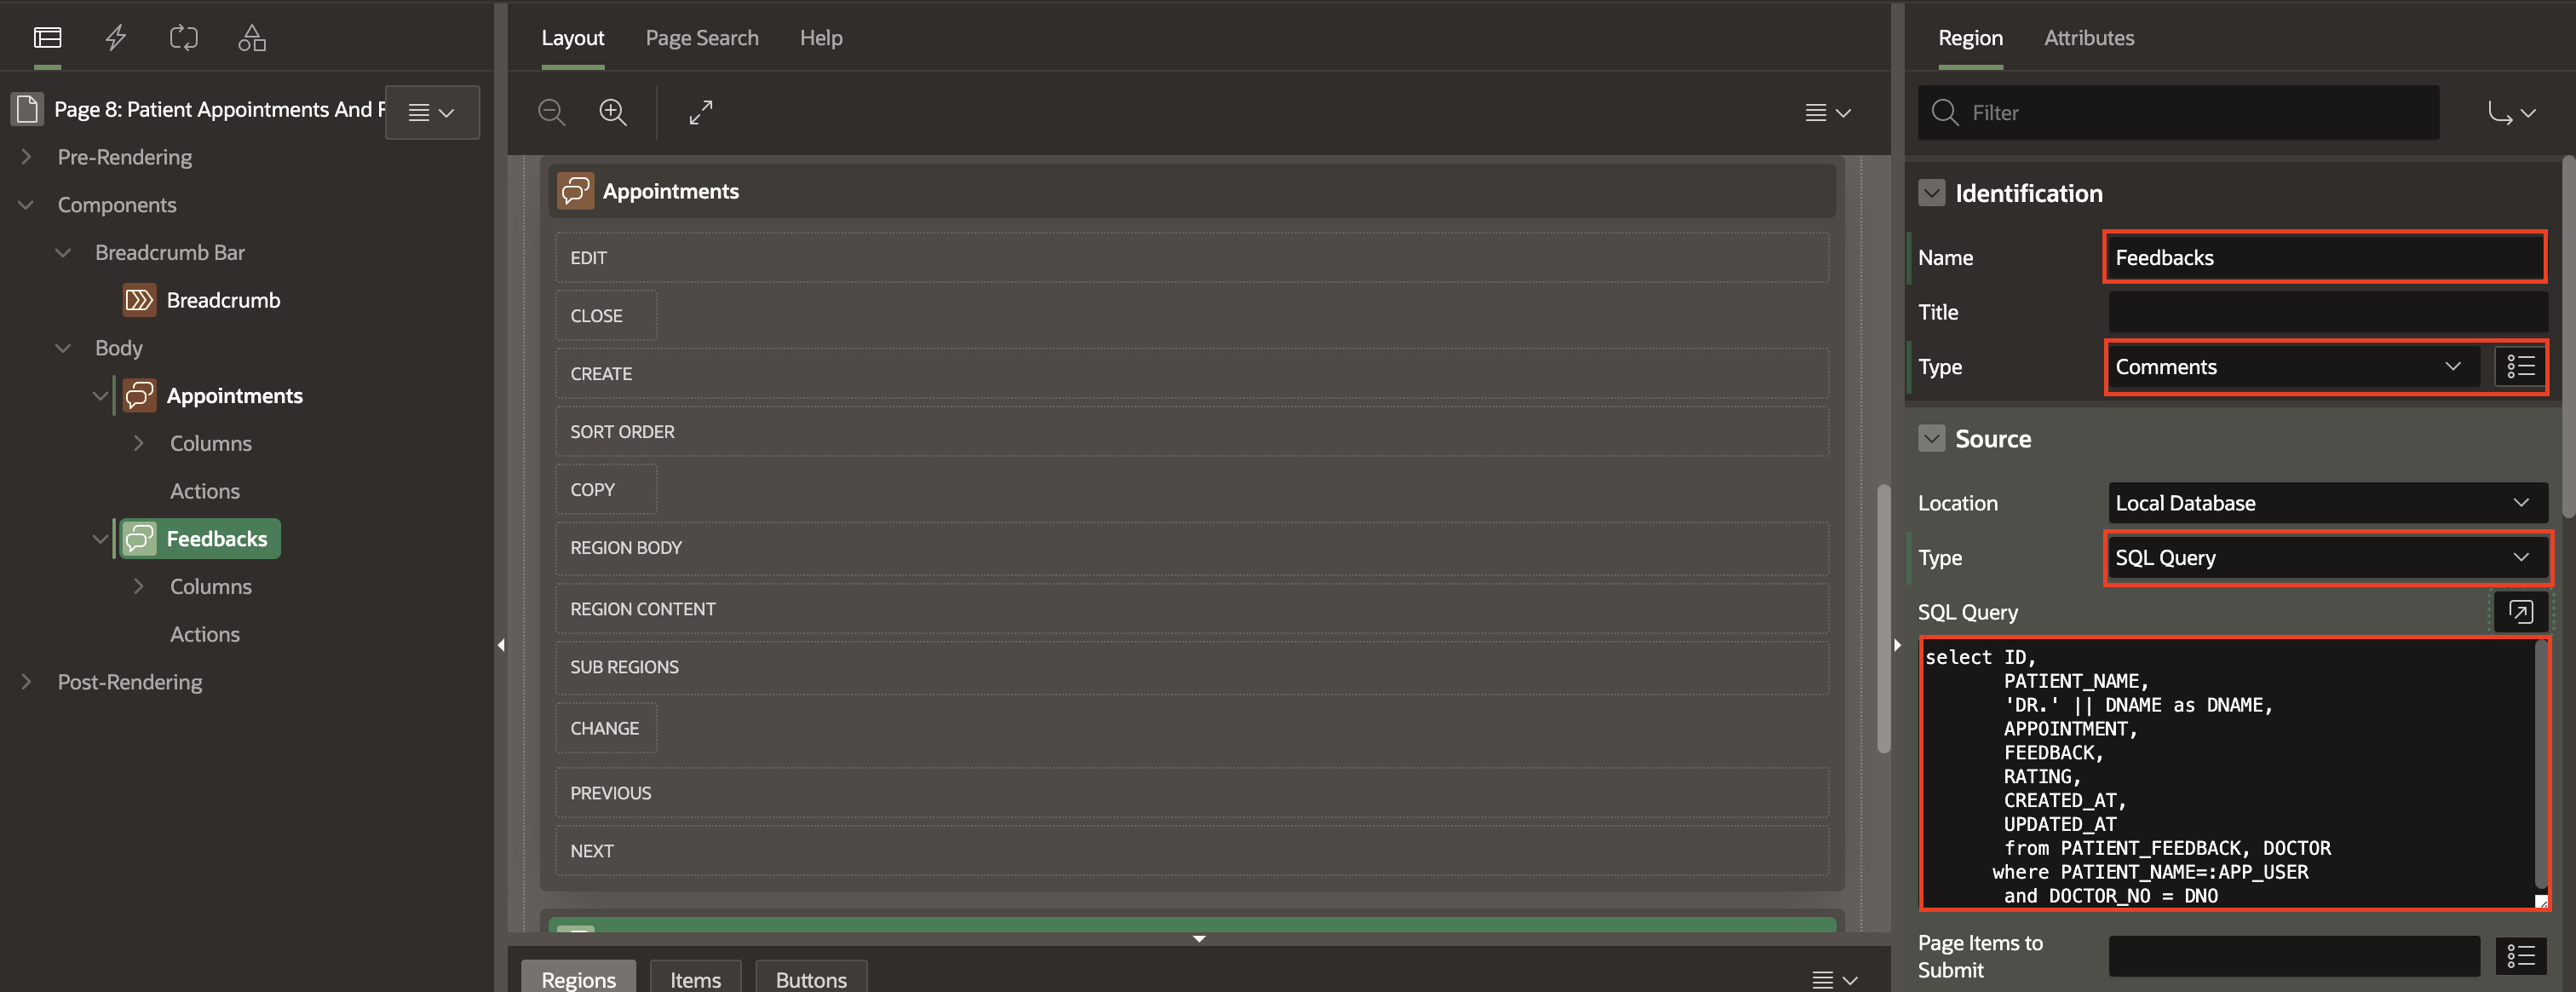 Page 8: Patient Appointments And F
Pre-Rendering
Components
Breadcrumb Bar
Breadcrumb
Body
Appointments
Columns
Actions
Feedbacks
Columns
Actions
Post-Rendering
Layout
Page Search
Help
Appointments
EDIT
CLOSE
CREATE
SORT ORDER
COPY
REGION BODY
REGION CONTENT
SUB REGIONS
CHANGE
PREVIOUS
NEXT
Regions
Items
Buttons
Region
Attributes
Filter
Identification
Name
Feedbacks
Title
Type
Comments
Source
Location
Local Database
Type
SQL Query
SQL Query
select ID,
PATIENT_NAME,
'DR.' || DNAME as DNAME,
APPOINTMENT,
FEEDBACK,
RATING,
CREATED_AT,
UPDATED_AT
from PATIENT_FEEDBACK, DOCTOR
where PATIENT_NAME=:APP_USER
and DOCTOR_NO = DNO
Page Items to
Submit